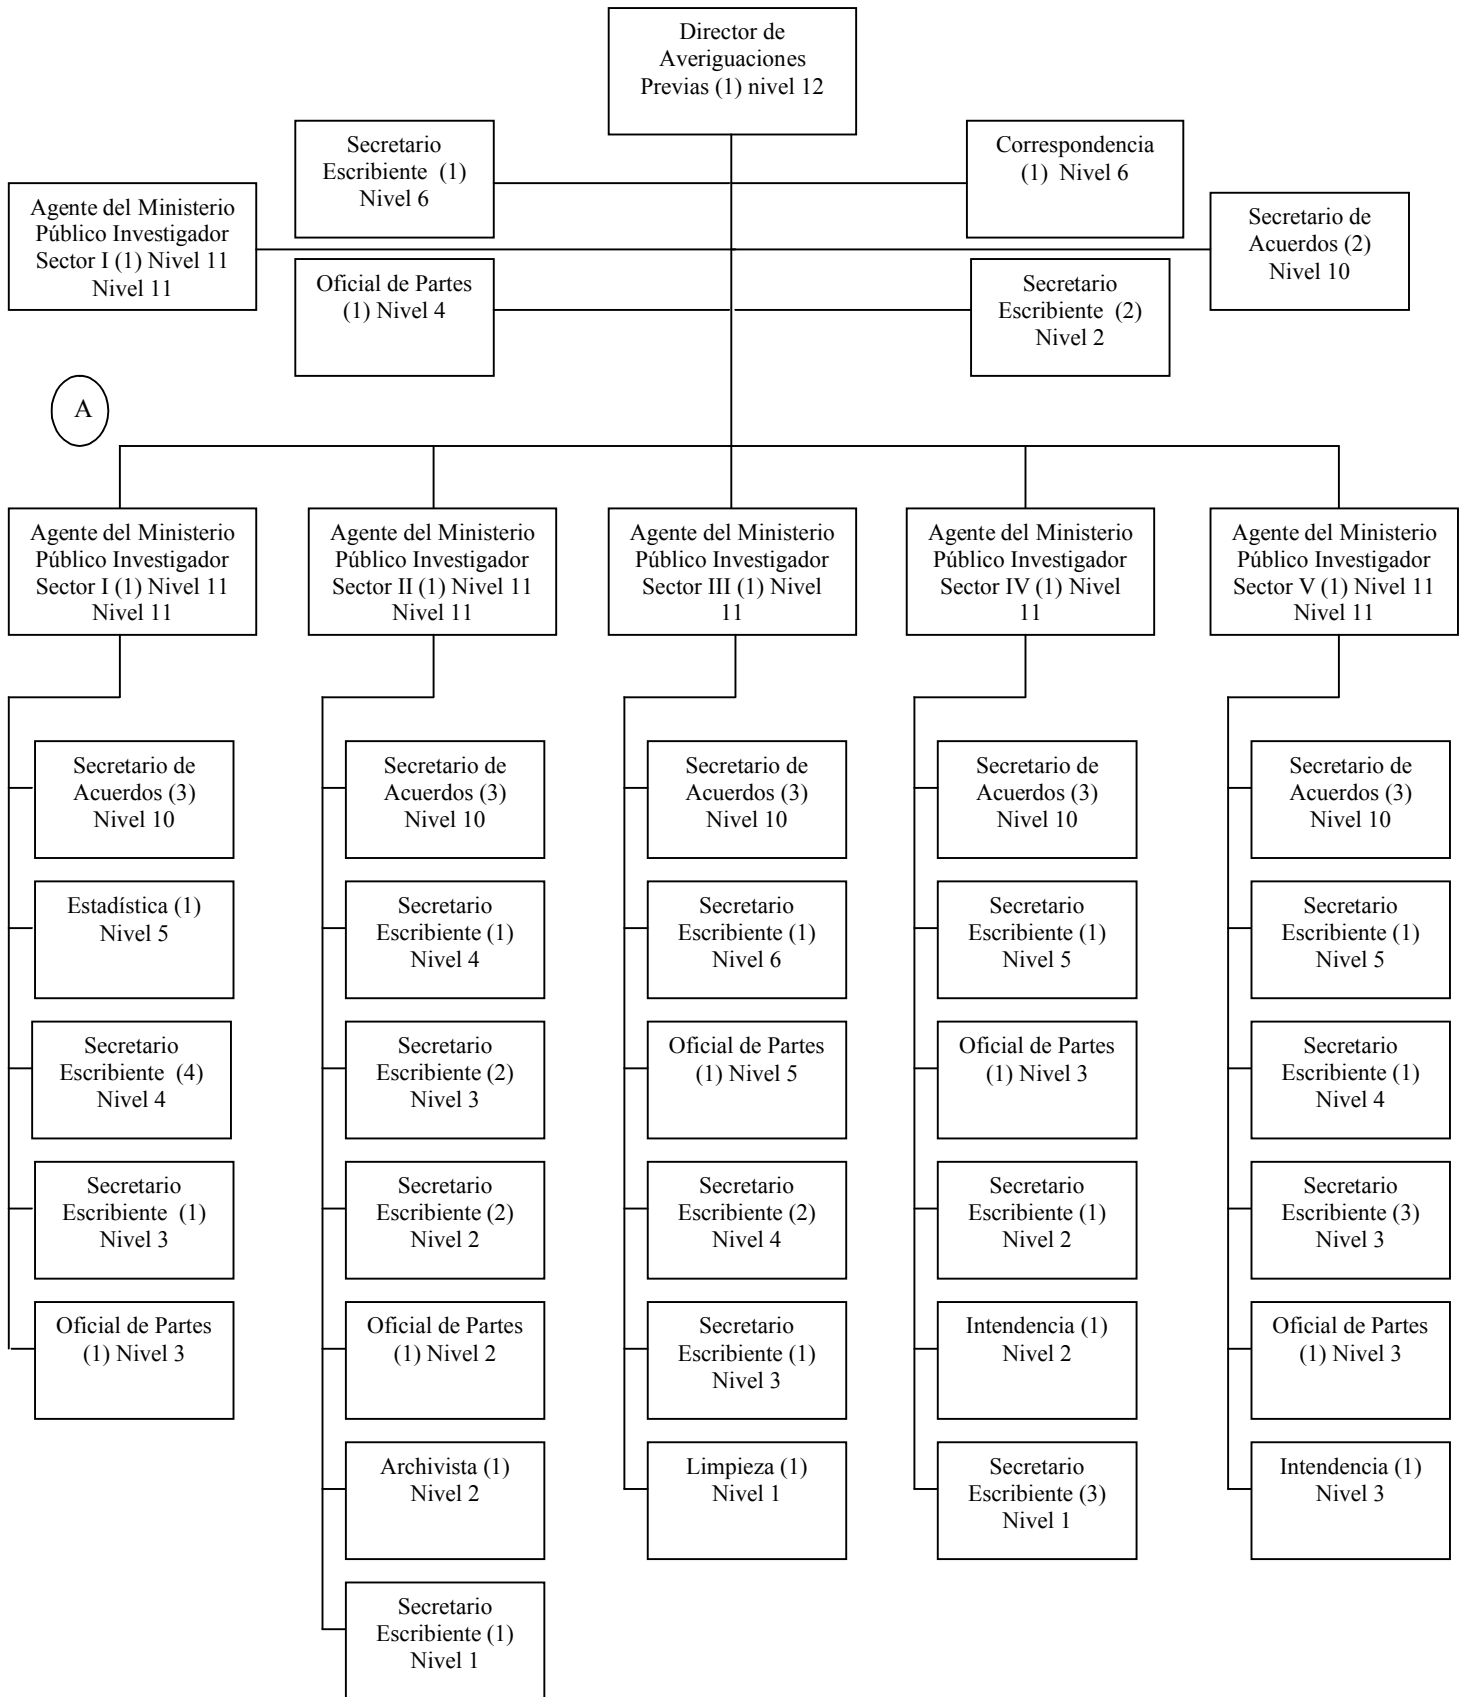 Director de
Averiguaciones
Previas (1) nivel 12
Secretario
Escribiente (1)
Nivel 6
Correspondencia
(1) Nivel 6
Agente del Ministerio
Público Investigador
Sector I (1) Nivel 11
Nivel 11
Secretario de
Acuerdos (2)
Nivel 10
Oficial de Partes
(1) Nivel 4
Secretario
Escribiente (2)
Nivel 2
A
Agente del Ministerio
Público Investigador
Sector I (1) Nivel 11
Nivel 11
Agente del Ministerio
Público Investigador
Sector II (1) Nivel 11
Nivel 11
Agente del Ministerio
Público Investigador
Sector III (1) Nivel
11
Agente del Ministerio
Público Investigador
Sector IV (1) Nivel
11
Agente del Ministerio
Público Investigador
Sector V (1) Nivel 11
Nivel 11
Secretario de
Acuerdos (3)
Nivel 10
Estadística (1)
Nivel 5
Secretario
Escribiente (4)
Nivel 4
Secretario
Escribiente (1)
Nivel 3
Oficial de Partes
(1) Nivel 3
Secretario de
Acuerdos (3)
Nivel 10
Secretario
Escribiente (1)
Nivel 4
Secretario
Escribiente (2)
Nivel 3
Secretario
Escribiente (2)
Nivel 2
Oficial de Partes
(1) Nivel 2
Archivista (1)
Nivel 2
Secretario
Escribiente (1)
Nivel 1
Secretario de
Acuerdos (3)
Nivel 10
Secretario
Escribiente (1)
Nivel 6
Oficial de Partes
(1) Nivel 5
Secretario
Escribiente (2)
Nivel 4
Secretario
Escribiente (1)
Nivel 3
Limpieza (1)
Nivel 1
Secretario de
Acuerdos (3)
Nivel 10
Secretario
Escribiente (1)
Nivel 5
Oficial de Partes
(1) Nivel 3
Secretario
Escribiente (1)
Nivel 2
Intendencia (1)
Nivel 2
Secretario
Escribiente (3)
Nivel 1
Secretario de
Acuerdos (3)
Nivel 10
Secretario
Escribiente (1)
Nivel 5
Secretario
Escribiente (1)
Nivel 4
Secretario
Escribiente (3)
Nivel 3
Oficial de Partes
(1) Nivel 3
Intendencia (1)
Nivel 3